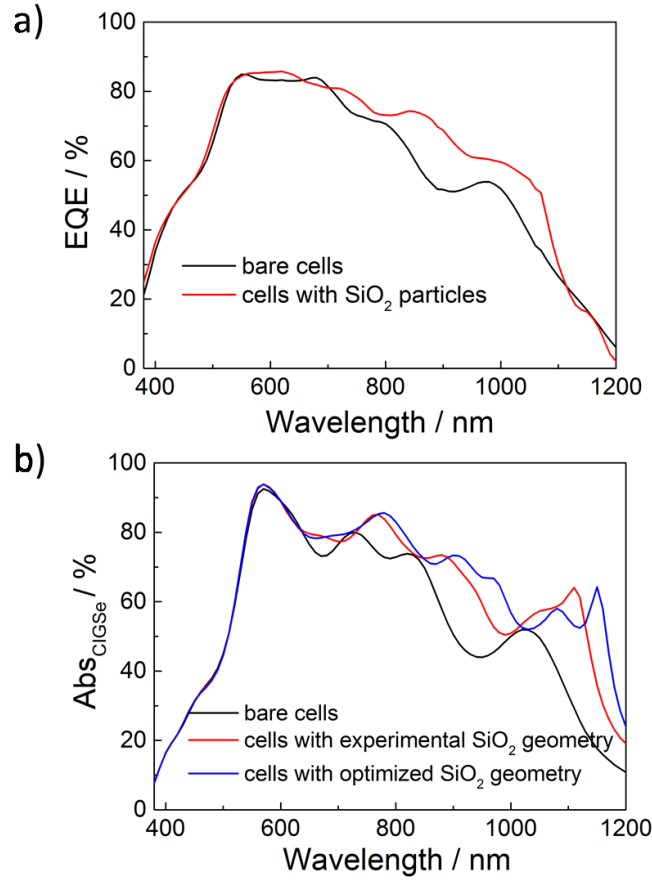 a)
100
80
60
40
20
0
EQE / %
bare cells
cells with SiO₂ particles
400 600 800 1000 1200
Wavelength / nm
b)
100
80
60
40
20
0
Abs_CIGSe / %
bare cells
cells with experimental SiO₂ geometry
cells with optimized SiO₂ geometry
400 600 800 1000 1200
Wavelength / nm